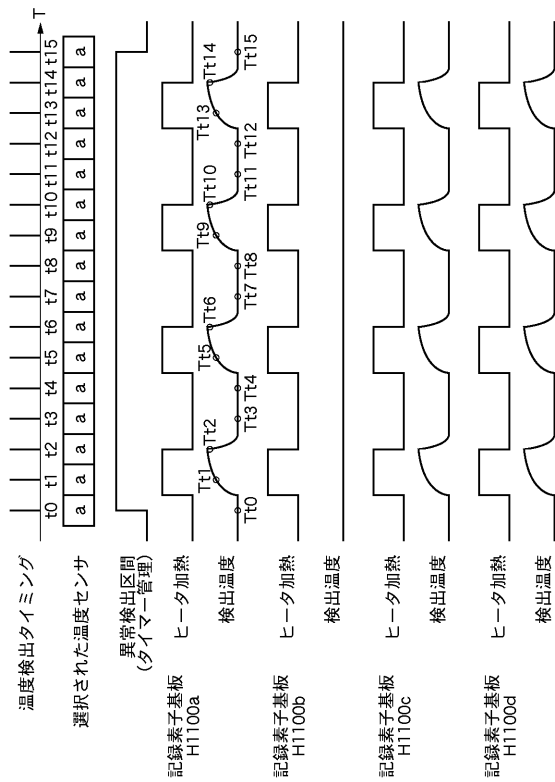 温度検出タイミング
T
t0 t1 t2 t3 t4 t5 t6 t7 t8 t9 t10 t11 t12 t13 t14 t15
選択された温度センサ
a a a a a a a a a a a a a a a a
異常検出区間
(タイマー管理)
記録素子基板
H1100a
ヒータ加熱
検出温度
Tt0 Tt1 Tt2 Tt3 Tt4 Tt5 Tt6 Tt7 Tt8 Tt9 Tt10 Tt11 Tt12 Tt13 Tt14 Tt15
記録素子基板
H1100b
ヒータ加熱
検出温度
記録素子基板
H1100c
ヒータ加熱
検出温度
記録素子基板
H1100d
ヒータ加熱
検出温度